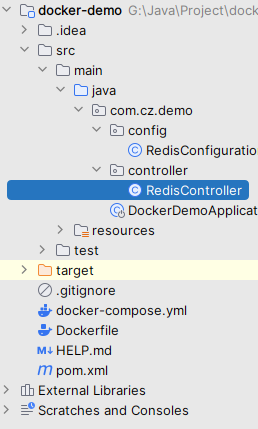 docker-demo G:\Java\Project\dock
.idea
src
main
java
com.cz.demo
config
RedisConfiguratio
controller
RedisController
DockerDemoApplicat
resources
test
target
.gitignore
docker-compose.yml
Dockerfile
M↓ HELP.md
m pom.xml
External Libraries
Scratches and Consoles